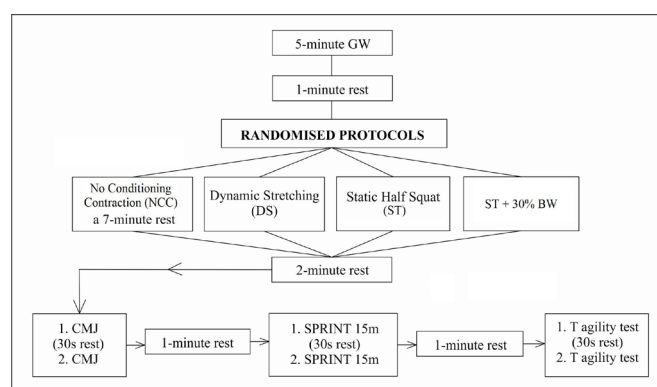 5-minute GW
1-minute rest
RANDOMISED PROTOCOLS
No Conditioning
Contraction (NCC)
a 7-minute rest
Dynamic Stretching
(DS)
Static Half Squat
(ST)
ST + 30% BW
2-minute rest
1. CMJ
(30s rest)
2. CMJ
1-minute rest
1. SPRINT 15m
(30s rest)
2. SPRINT 15m
1-minute rest
1. T agility test
(30s rest)
2. T agility test